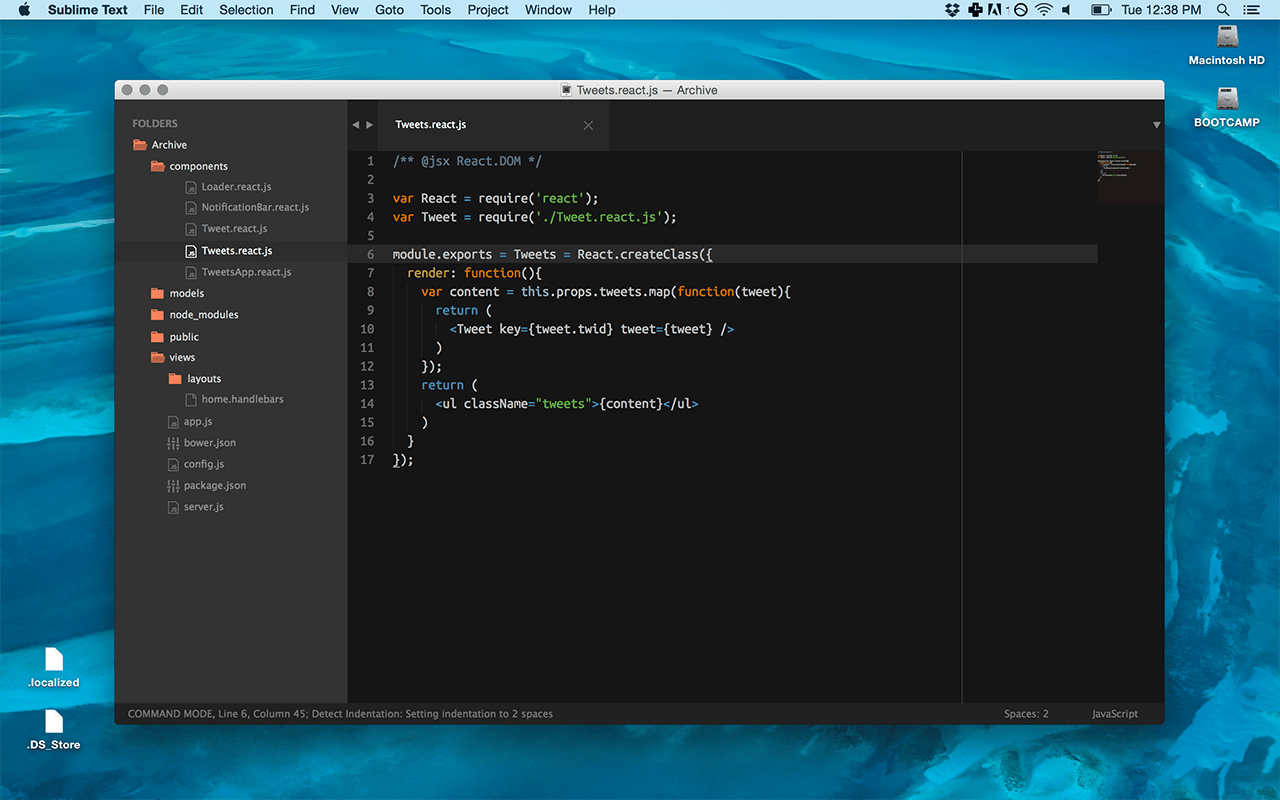 Sublime Text File Edit Selection Find View Goto Tools Project Window Help Tue 12:38 PM
Macintosh HD
BOOTCAMP
Tweets.react.js — Archive
FOLDERS
Archive
components
Loader.react.js
NotificationBar.react.js
Tweet.react.js
Tweets.react.js
TweetsApp.react.js
models
node_modules
public
views
layouts
home.handlebars
app.js
bower.json
config.js
package.json
server.js
Tweets.react.js
1 /** @jsx React.DOM */
2
3 var React = require('react');
4 var Tweet = require('./Tweet.react.js');
5
6 module.exports = Tweets = React.createClass({
7 render: function(){
8 var content = this.props.tweets.map(function(tweet){
9 return (
10 <Tweet key={tweet.twid} tweet={tweet} />
11 )
12 });
13 return (
14 <ul className="tweets">{content}</ul>
15 )
16 }
17 });
COMMAND MODE, Line 6, Column 45; Detect Indentation: Setting indentation to 2 spaces
Spaces: 2 JavaScript
.localized
.DS_Store